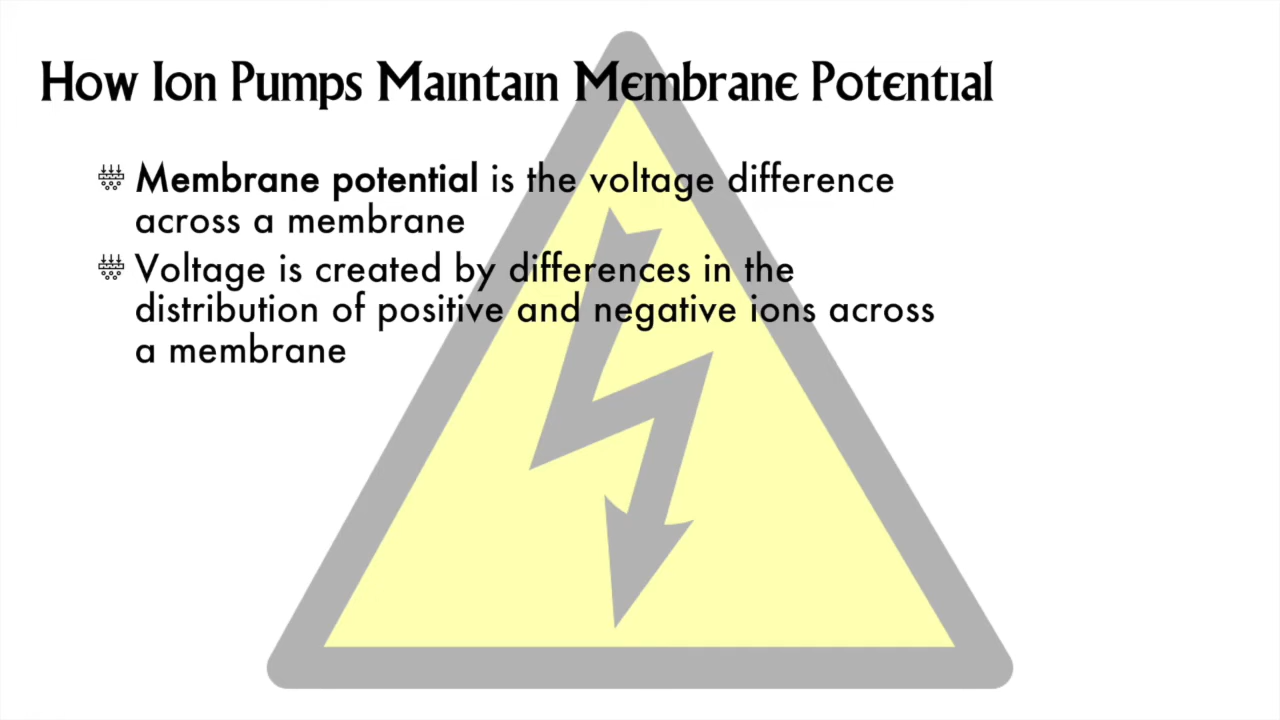 How Ion Pumps Maintain Membrane Potential
Membrane potential is the voltage difference
across a membrane
Voltage is created by differences in the
distribution of positive and negative ions across
a membrane